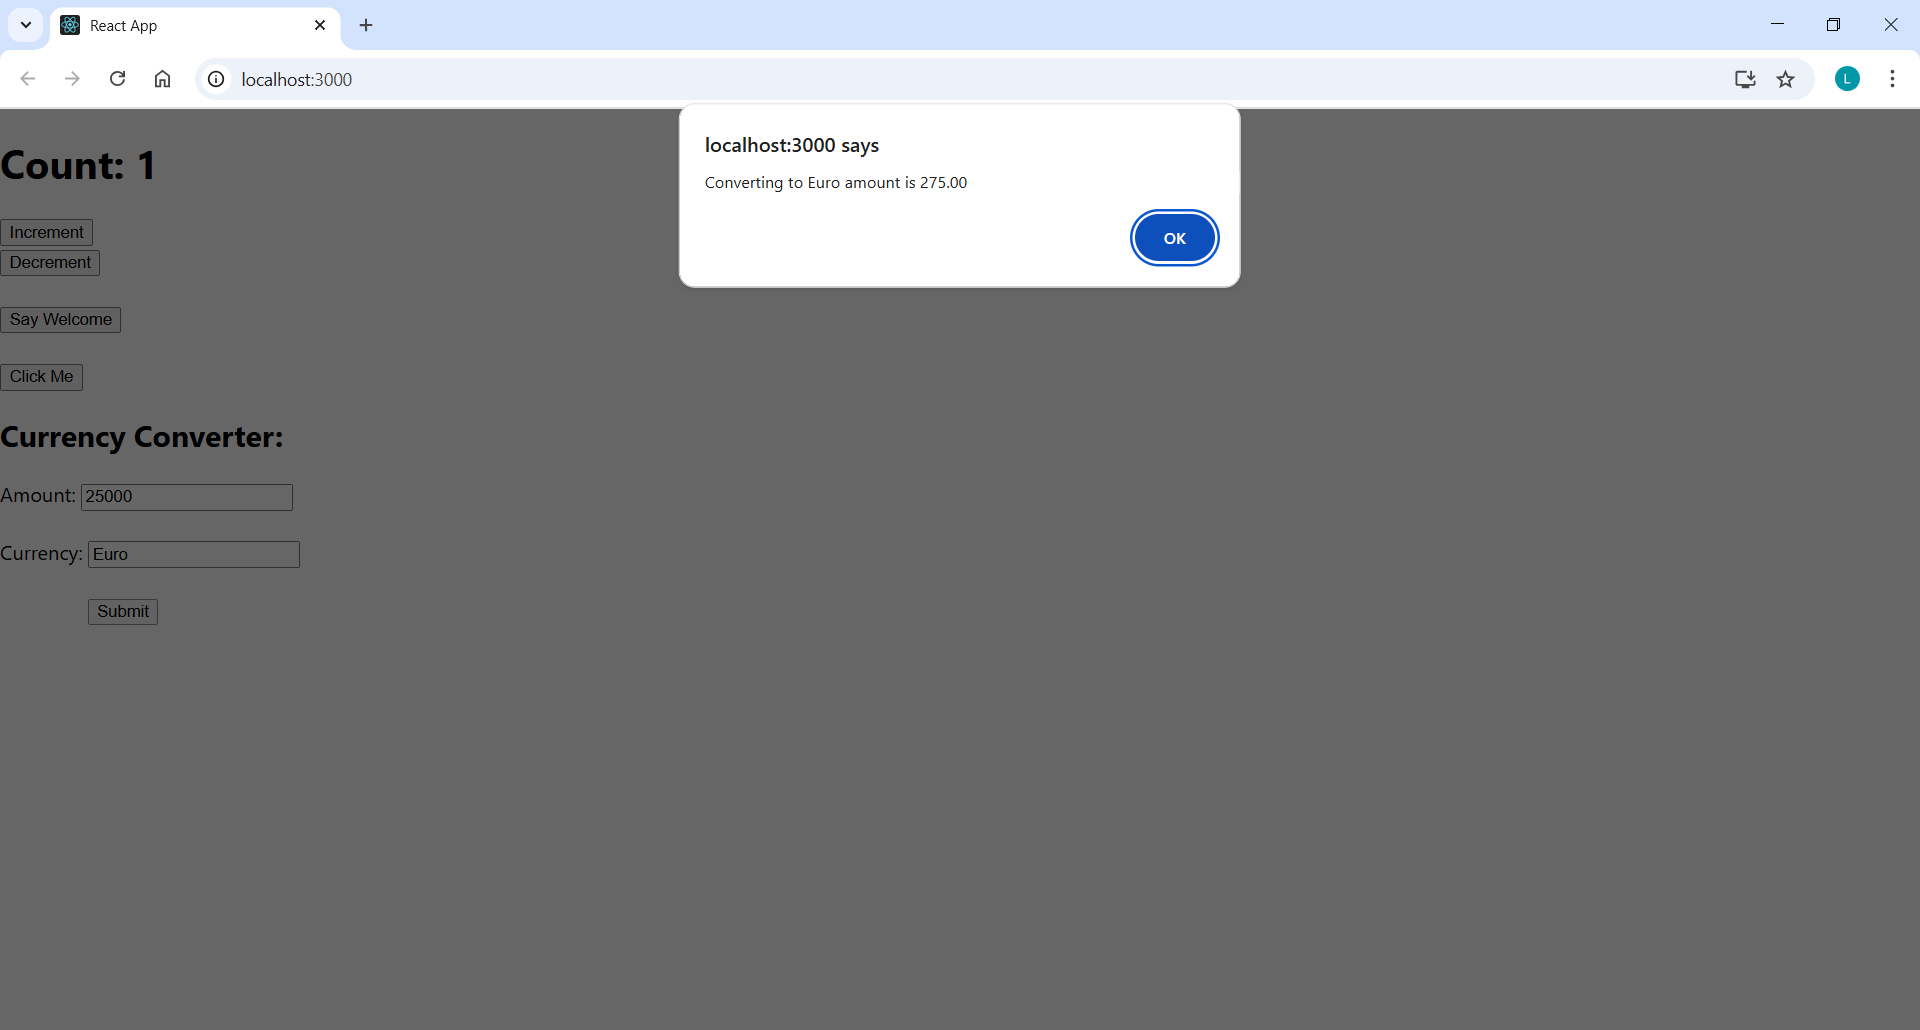 React App
localhost:3000
L
localhost:3000 says
Converting to Euro amount is 275.00
OK
Count: 1
Increment
Decrement
Say Welcome
Click Me
Currency Converter:
Amount: 25000
Currency: Euro
Submit